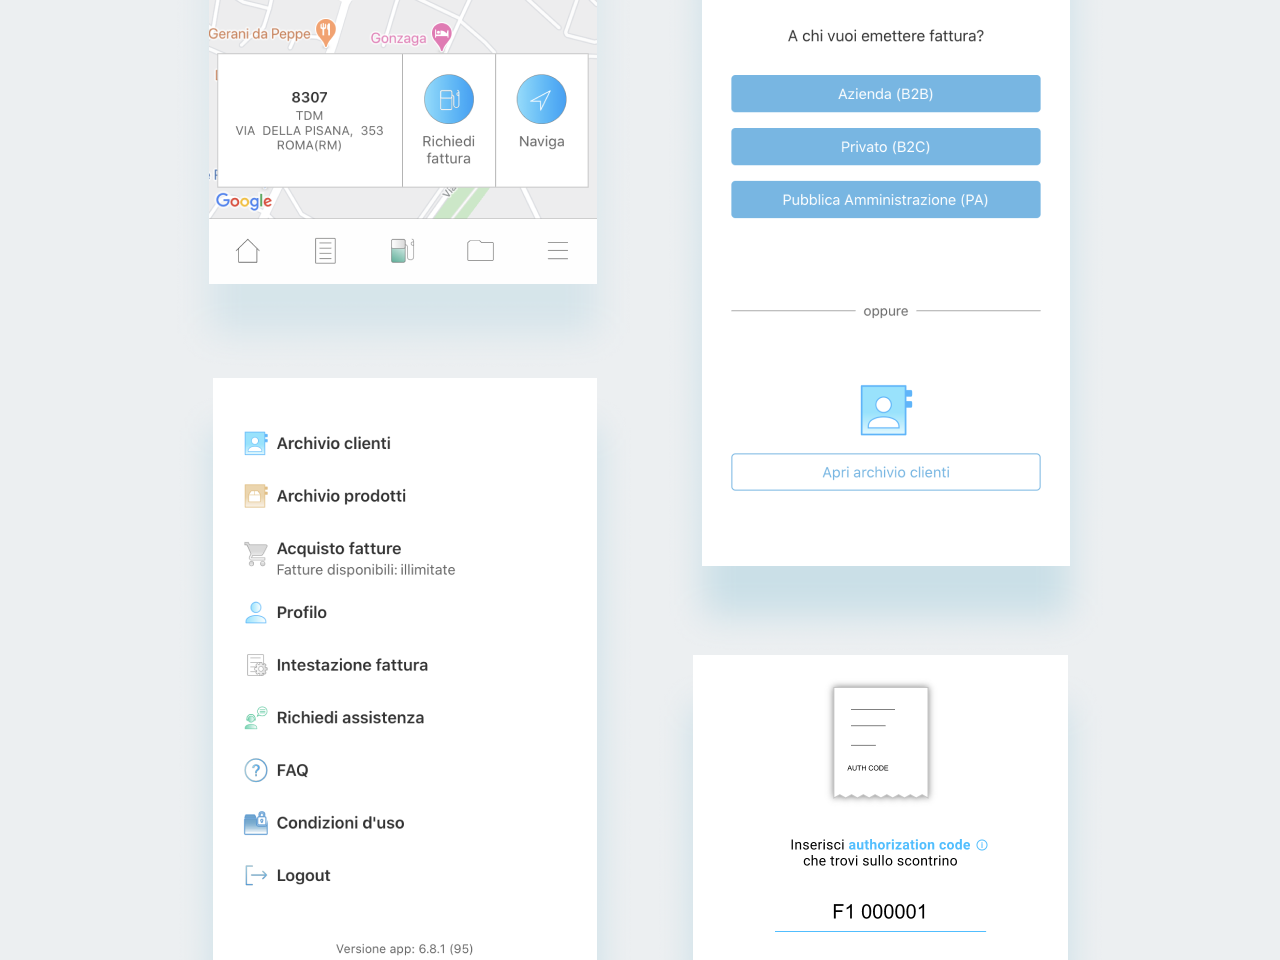 Gerani da Peppe
Gonzaga
8307
TDM
VIA DELLA PISANA, 353
ROMA(RM)
Richiedi
fattura
Naviga
Google
Archivio clienti
Archivio prodotti
Acquisto fatture
Fatture disponibili: illimitate
Profilo
Intestazione fattura
Richiedi assistenza
FAQ
Condizioni d'uso
Logout
Versione app: 6.8.1 (95)
A chi vuoi emettere fattura?
Azienda (B2B)
Privato (B2C)
Pubblica Amministrazione (PA)
oppure
Apri archivio clienti
AUTH CODE
Inserisci authorization code
che trovi sullo scontrino
F1 000001